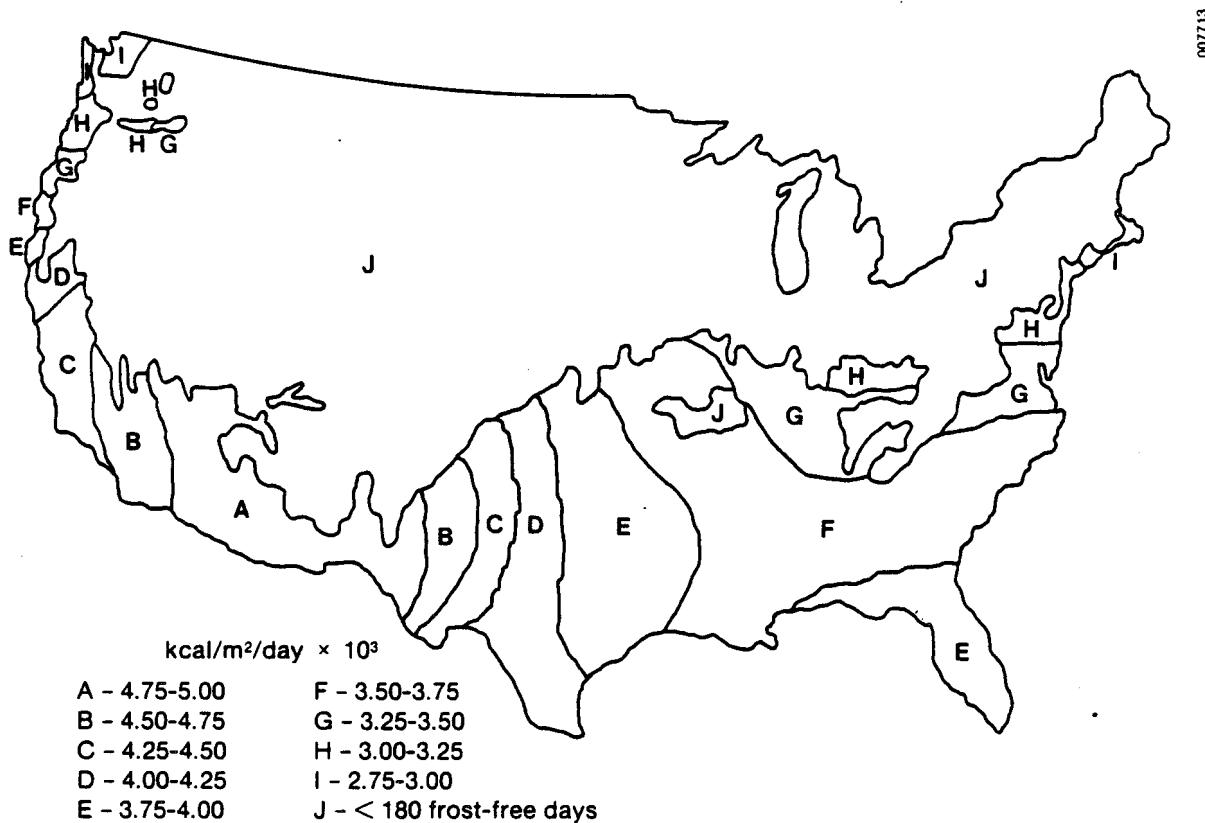 007713
I
H
H
H G
G
F
E
D
J
J
I
H
C
H
J
G
G
B
A
B
C
D
E
F
E
kcal/m²/day × 10³
A – 4.75-5.00 F – 3.50-3.75
B – 4.50-4.75 G – 3.25-3.50
C – 4.25-4.50 H – 3.00-3.25
D – 4.00-4.25 I – 2.75-3.00
E – 3.75-4.00 J – < 180 frost-free days